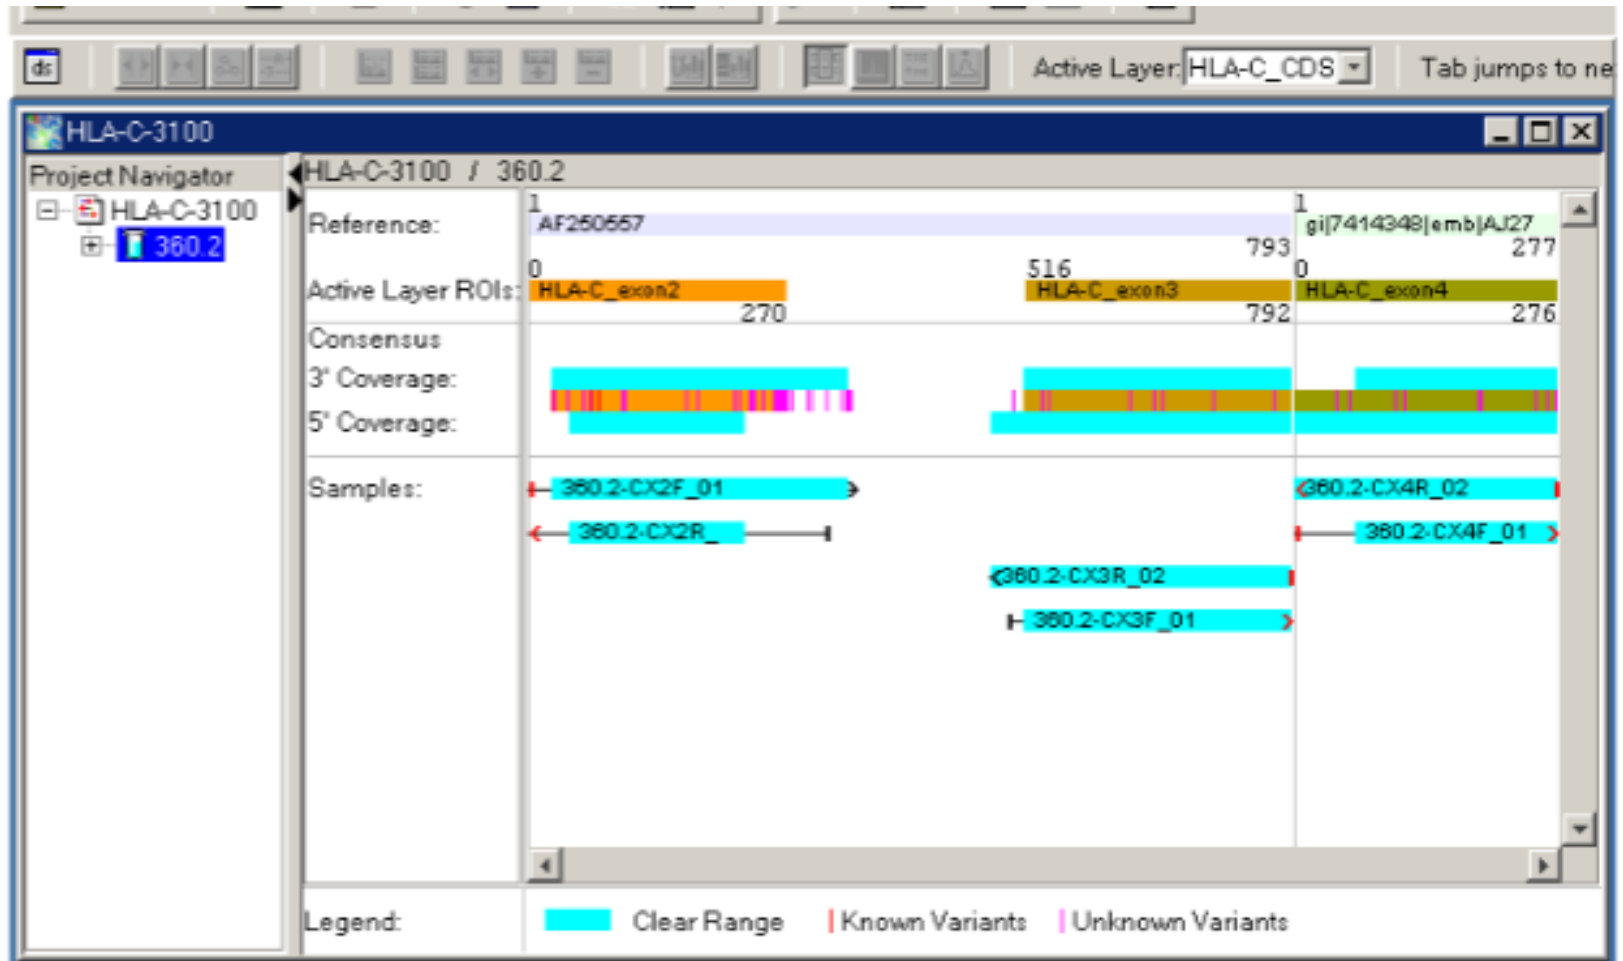 ds Active Layer: HLA-C_CDS Tab jumps to ne
HLA-C-3100
Project Navigator
HLA-C-3100
360.2
HLA-C-3100 / 360.2
1 1
Reference: AF250557 gi|7414348|emb|AJ27
793 277
0 516 0
Active Layer ROIs: HLA-C_exon2 HLA-C_exon3 HLA-C_exon4
270 792 276
Consensus
3' Coverage:
5' Coverage:
Samples: 360.2-CX2F_01 360.2-CX4R_02
360.2-CX2R_ 360.2-CX4F_01
360.2-CX3R_02
360.2-CX3F_01
Legend: Clear Range Known Variants Unknown Variants